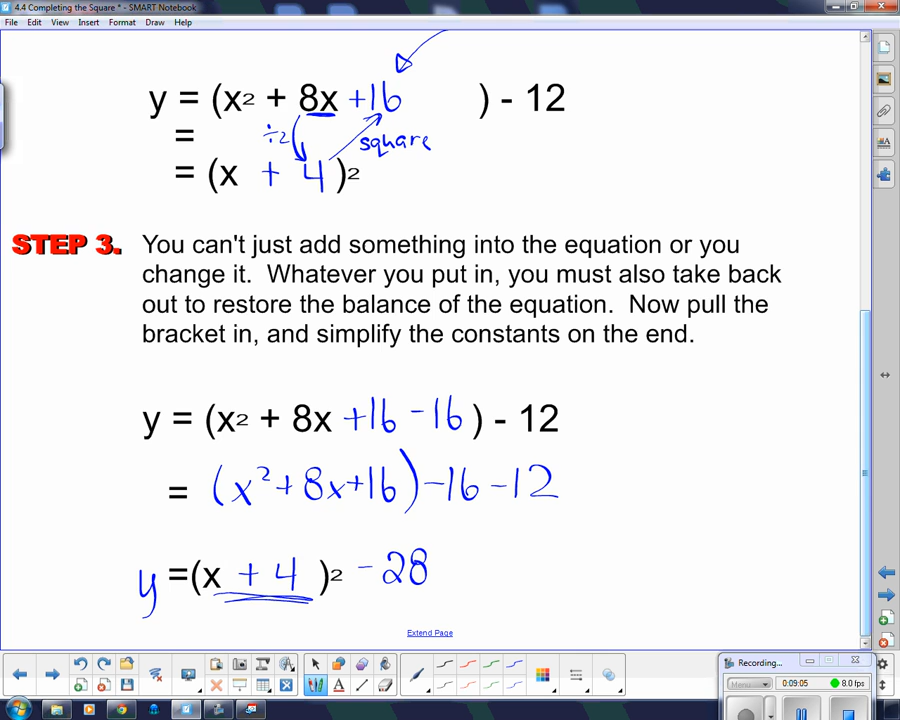 4.4 Completing the Square * - SMART Notebook
File Edit View Insert Format Draw Help
y = (x2 + 8x +16 ) - 12
= ÷2 square
= (x + 4 )2
STEP 3. You can't just add something into the equation or you
change it. Whatever you put in, you must also take back
out to restore the balance of the equation. Now pull the
bracket in, and simplify the constants on the end.
y = (x2 + 8x +16 -16 ) - 12
= (x² + 8x+16) -16 -12
y =(x + 4 )2 -28
Extend Page
Recording...
Menu 0:09:05 8.0 fps